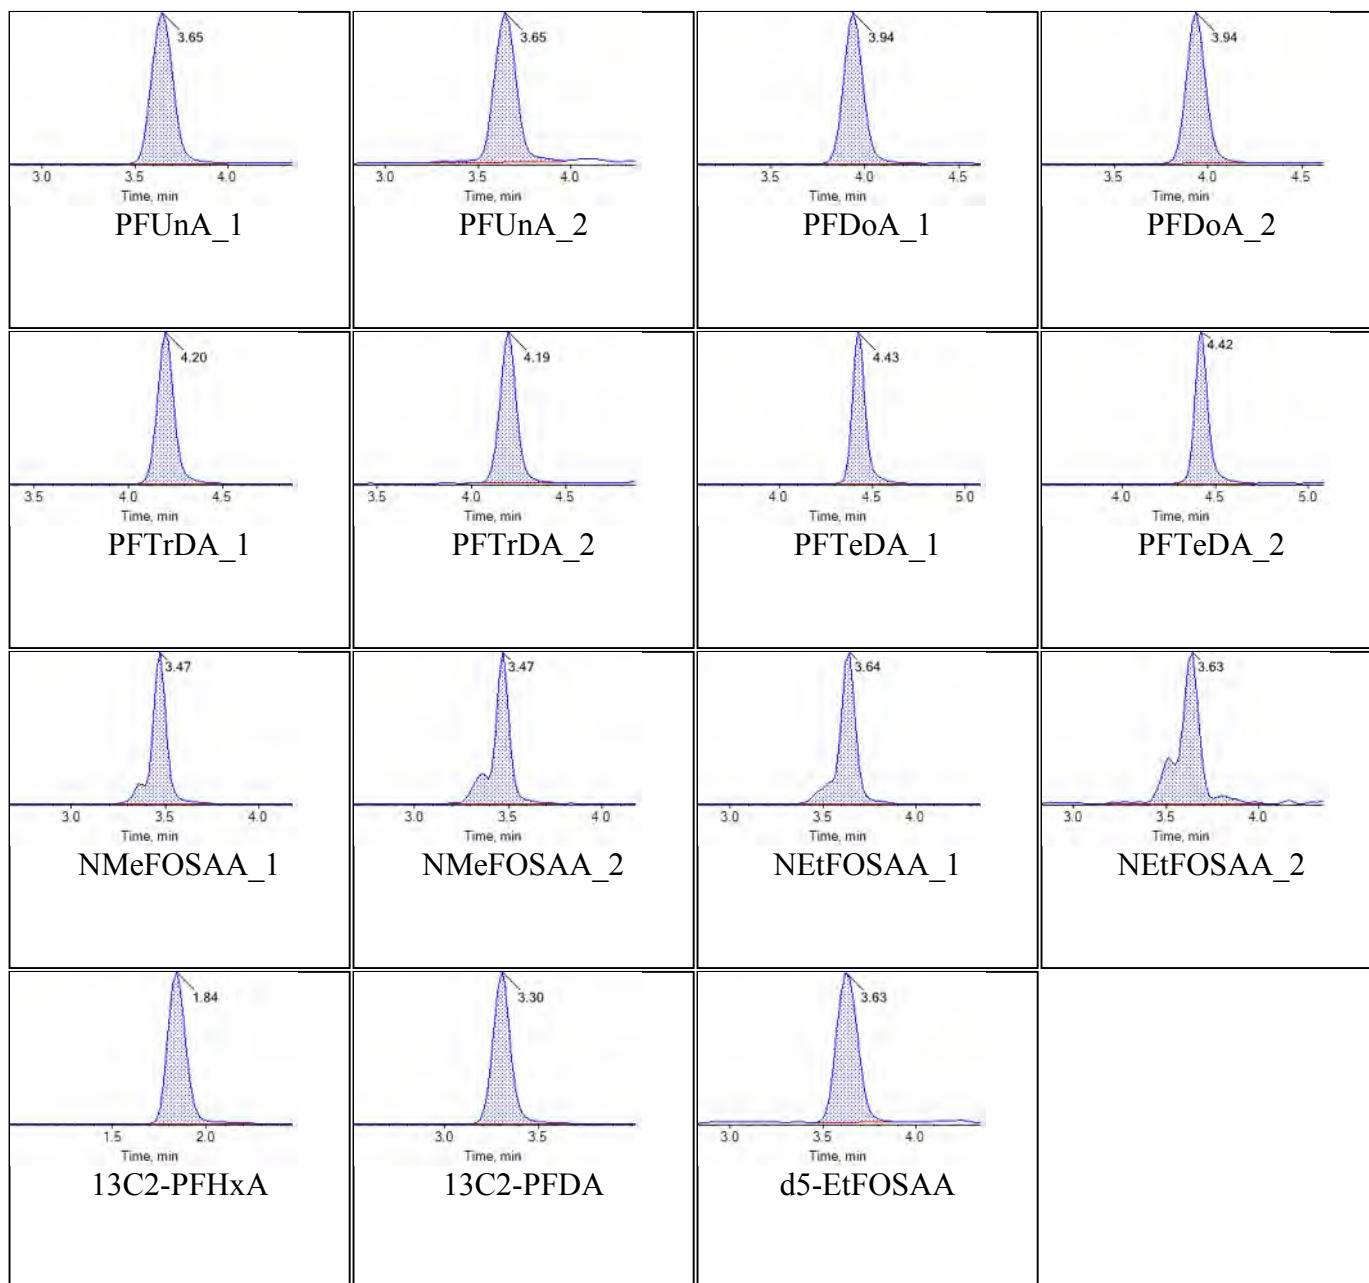 3.65 3.65 3.94 3.94
3.0 3.5 4.0 3.0 3.5 4.0 3.5 4.0 4.5 3.5 4.0 4.5
Time, min Time, min Time, min Time, min
PFUnA_1 PFUnA_2 PFDoA_1 PFDoA_2
4.20 4.19 4.43 4.42
3.5 4.0 4.5 3.5 4.0 4.5 4.0 4.5 5.0 4.0 4.5 5.0
Time, min Time, min Time, min Time, min
PFTrDA_1 PFTrDA_2 PFTeDA_1 PFTeDA_2
3.47 3.47 3.64 3.63
3.0 3.5 4.0 3.0 3.5 4.0 3.0 3.5 4.0 3.0 3.5 4.0
Time, min Time, min Time, min Time, min
NMeFOSAA_1 NMeFOSAA_2 NEtFOSAA_1 NEtFOSAA_2
1.84 3.30 3.63
1.5 2.0 3.0 3.5 3.0 3.5 4.0
Time, min Time, min Time, min
13C2-PFHxA 13C2-PFDA d5-EtFOSAA